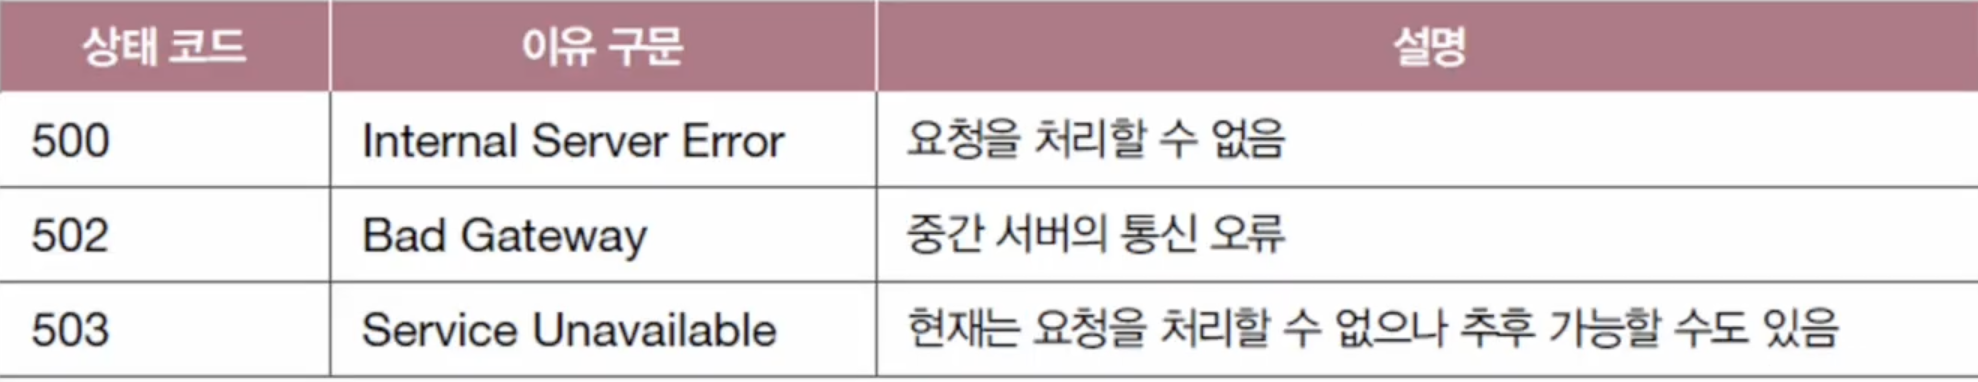 상태 코드 이유 구문 설명
500 Internal Server Error 요청을 처리할 수 없음
502 Bad Gateway 중간 서버의 통신 오류
503 Service Unavailable 현재는 요청을 처리할 수 없으나 추후 가능할 수도 있음